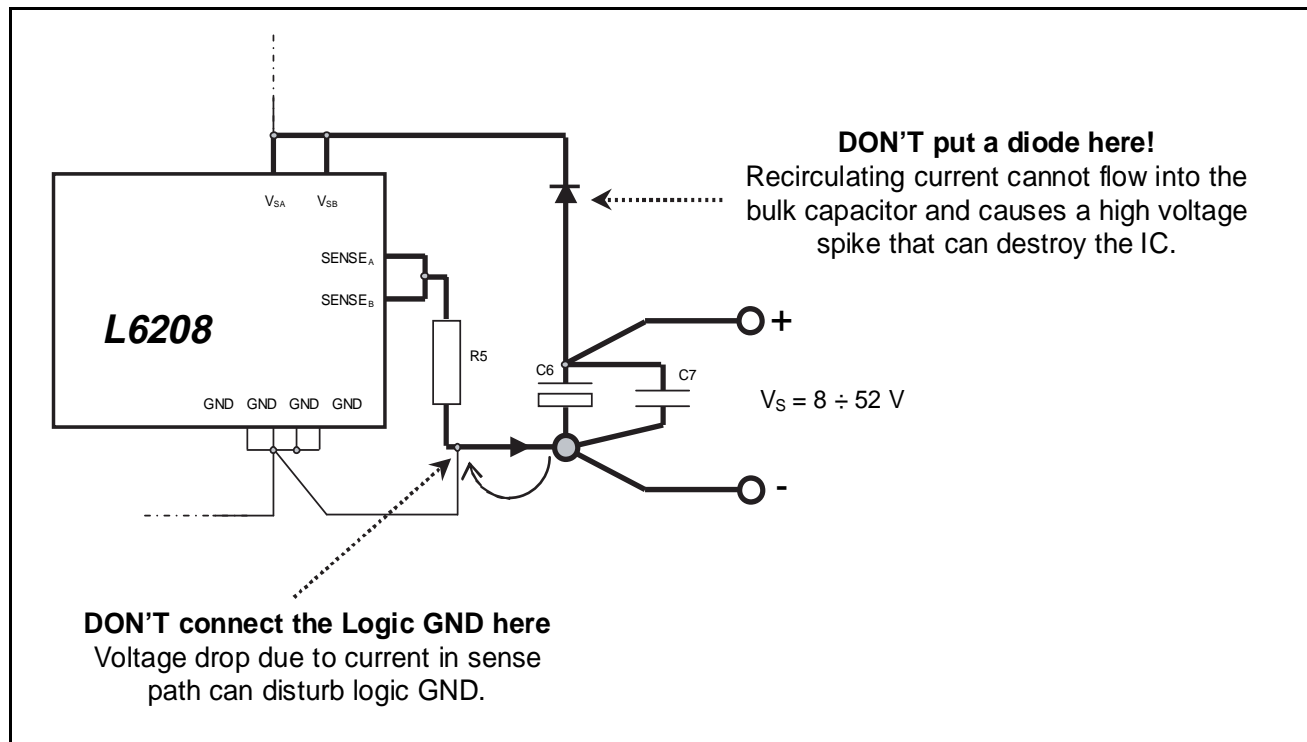 DON'T put a diode here!
Recirculating current cannot flow into the
bulk capacitor and causes a high voltage
spike that can destroy the IC.
VSA VSB
SENSEA
SENSEB
L6208
R5
C6
C7
+
VS = 8 ÷ 52 V
-
GND GND GND GND
DON'T connect the Logic GND here
Voltage drop due to current in sense
path can disturb logic GND.